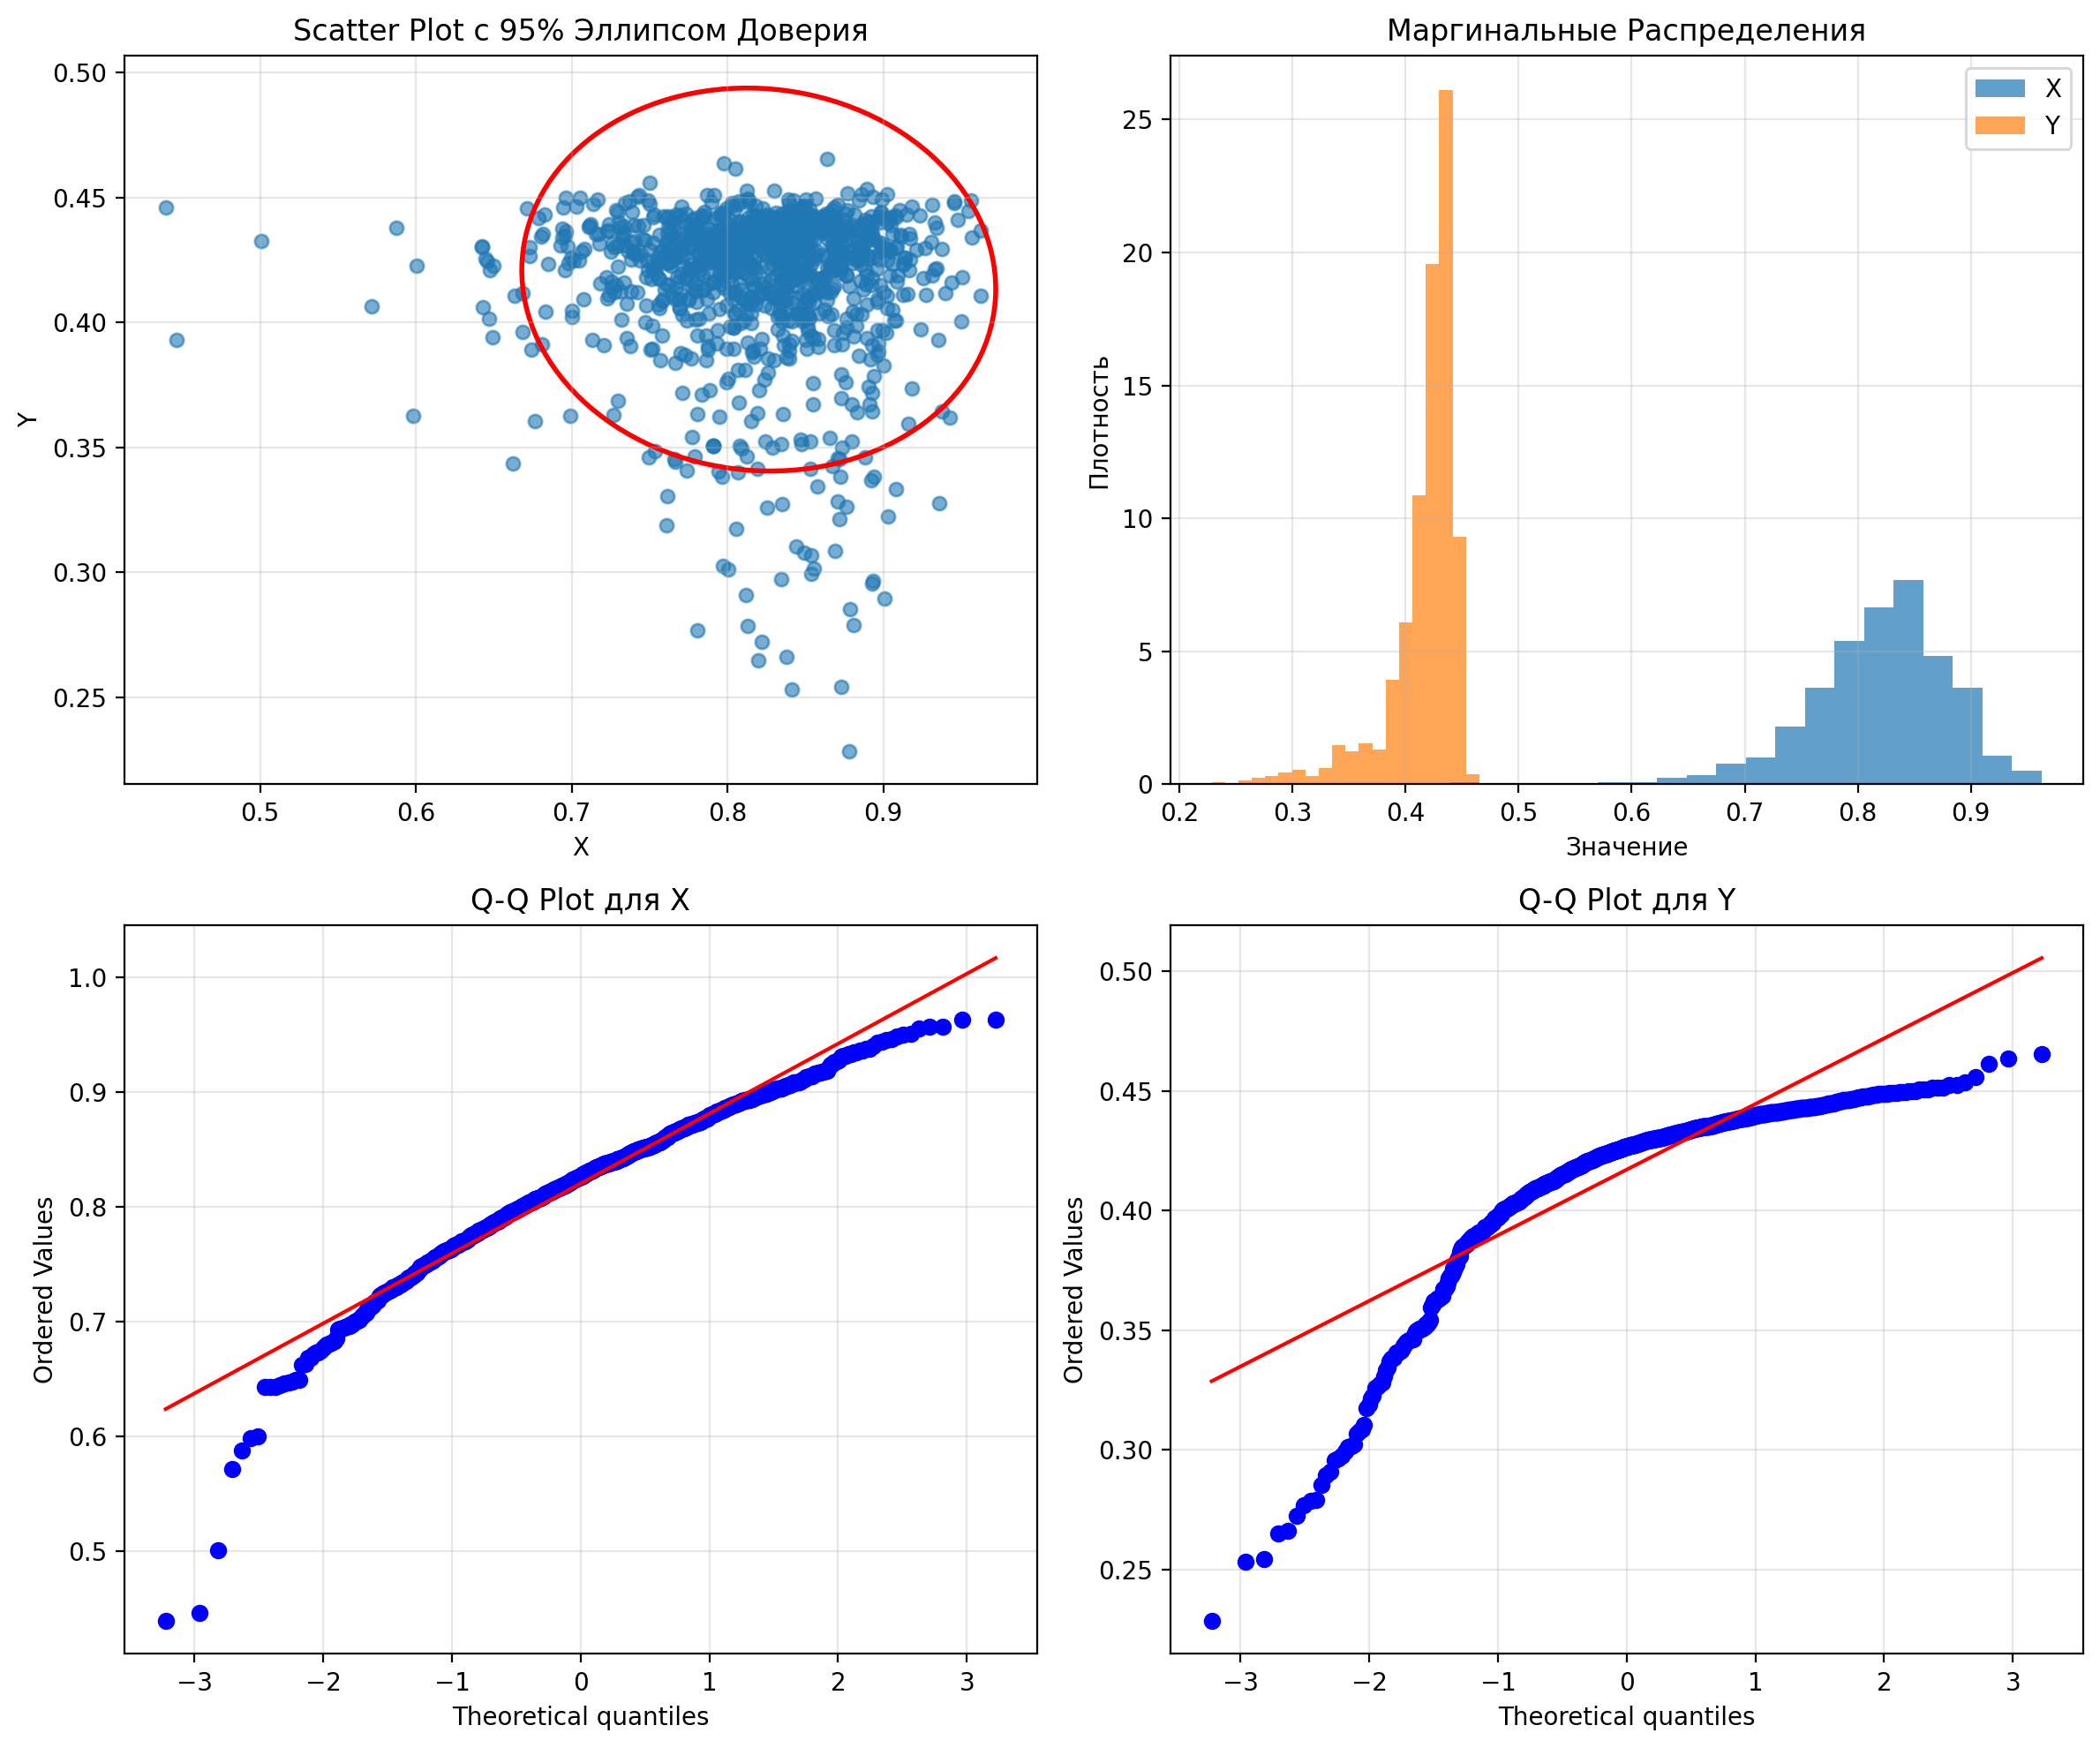 Scatter Plot с 95% Эллипсом Доверия
0.50
0.45
0.40
0.35
0.30
0.25
Y
0.5 0.6 0.7 0.8 0.9
X
Маргинальные Распределения
X
Y
25
20
15
10
5
0
Плотность
0.2 0.3 0.4 0.5 0.6 0.7 0.8 0.9
Значение
Q-Q Plot для X
1.0
0.9
0.8
0.7
0.6
0.5
Ordered Values
−3 −2 −1 0 1 2 3
Theoretical quantiles
Q-Q Plot для Y
0.50
0.45
0.40
0.35
0.30
0.25
Ordered Values
−3 −2 −1 0 1 2 3
Theoretical quantiles